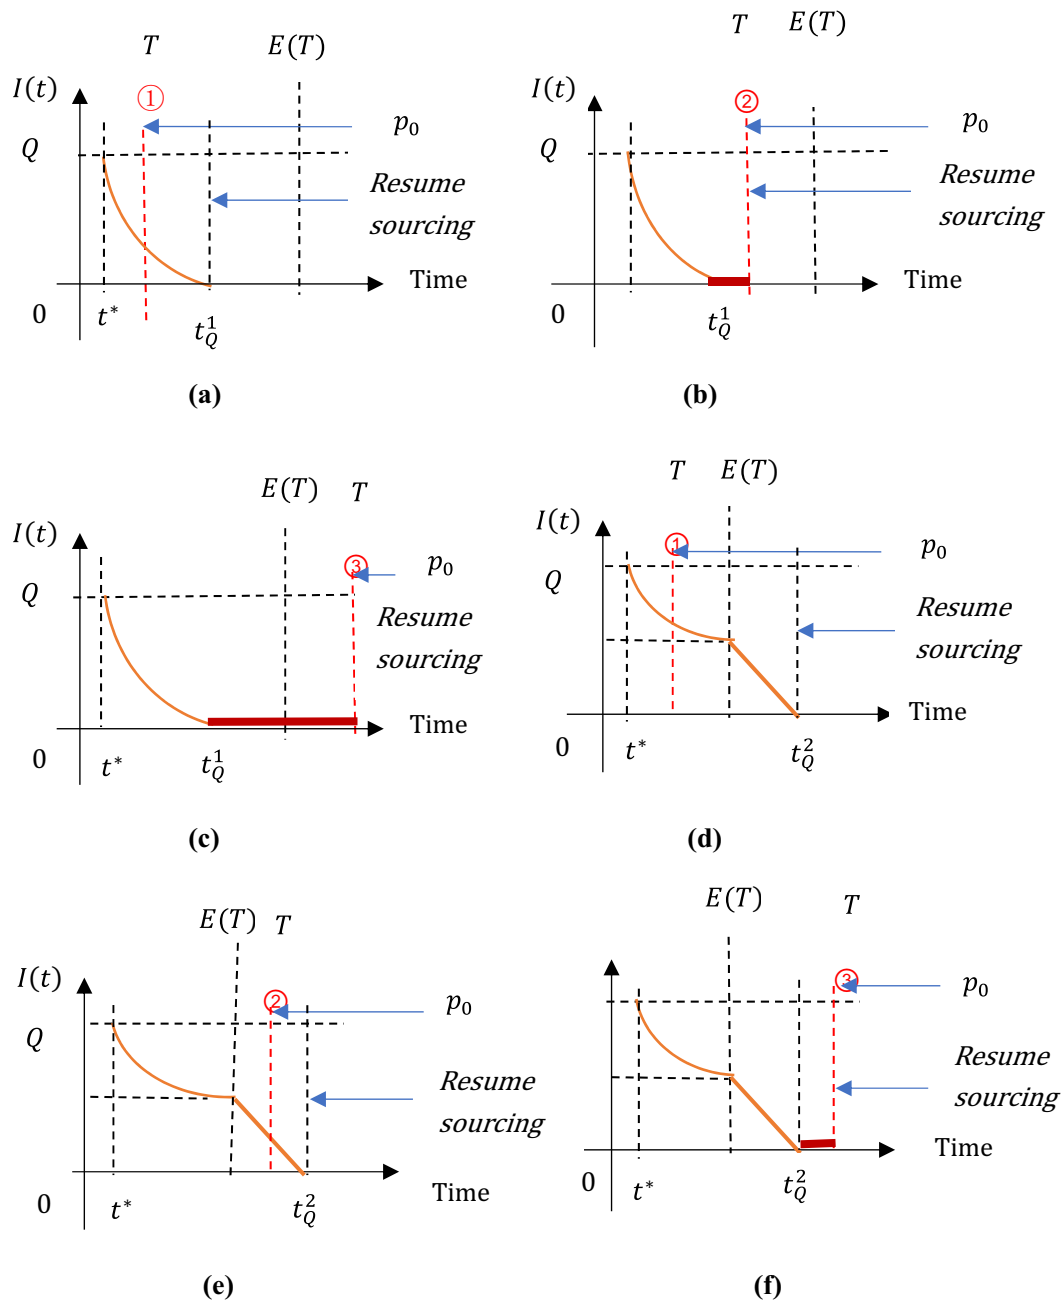 T E(T)
I(t) ①
p₀
Q
Resume
sourcing
Time
0 t* t_Q^1
(a)
T E(T)
I(t) ②
p₀
Q
Resume
sourcing
Time
0 t_Q^1
(b)
E(T) T
I(t) ③
p₀
Q
Resume
sourcing
Time
0 t* t_Q^1
(c)
T E(T)
I(t) ①
p₀
Q
Resume
sourcing
Time
0 t* t_Q^2
(d)
E(T) T
I(t) ②
p₀
Q
Resume
sourcing
Time
0 t* t_Q^2
(e)
E(T) T
③
p₀
Resume
sourcing
Time
0 t* t_Q^2
(f)